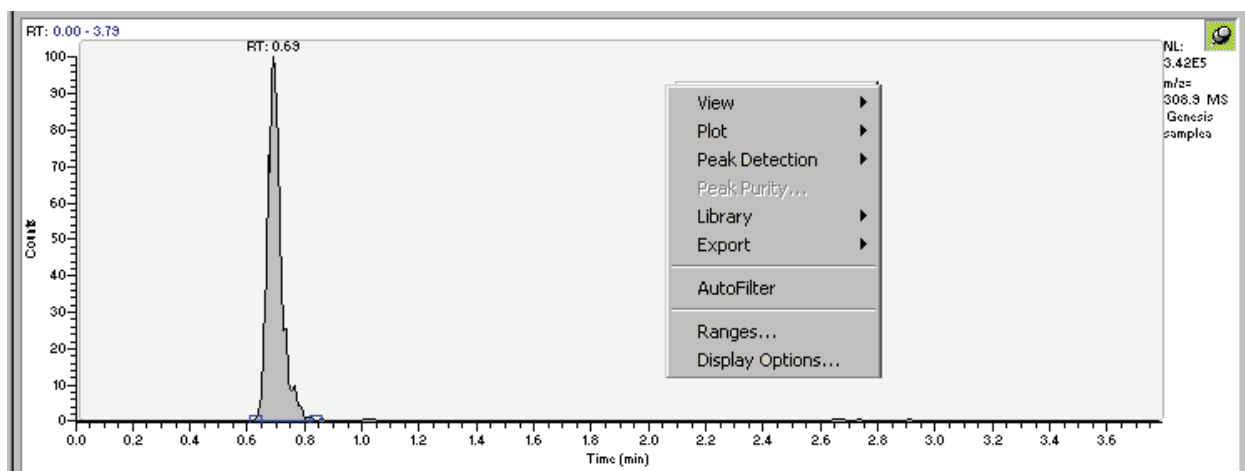 RT: 0.00 - 3.79
RT: 0.69
NL:
3.42E5
m/z=
308.9 MS
Genesis
samplea
100
90
80
70
60
50
40
30
20
10
0
Counts
View
Plot
Peak Detection
Peak Purity...
Library
Export
AutoFilter
Ranges...
Display Options...
0.0 0.2 0.4 0.6 0.8 1.0 1.2 1.4 1.6 1.8 2.0 2.2 2.4 2.6 2.8 3.0 3.2 3.4 3.6
Time (min)